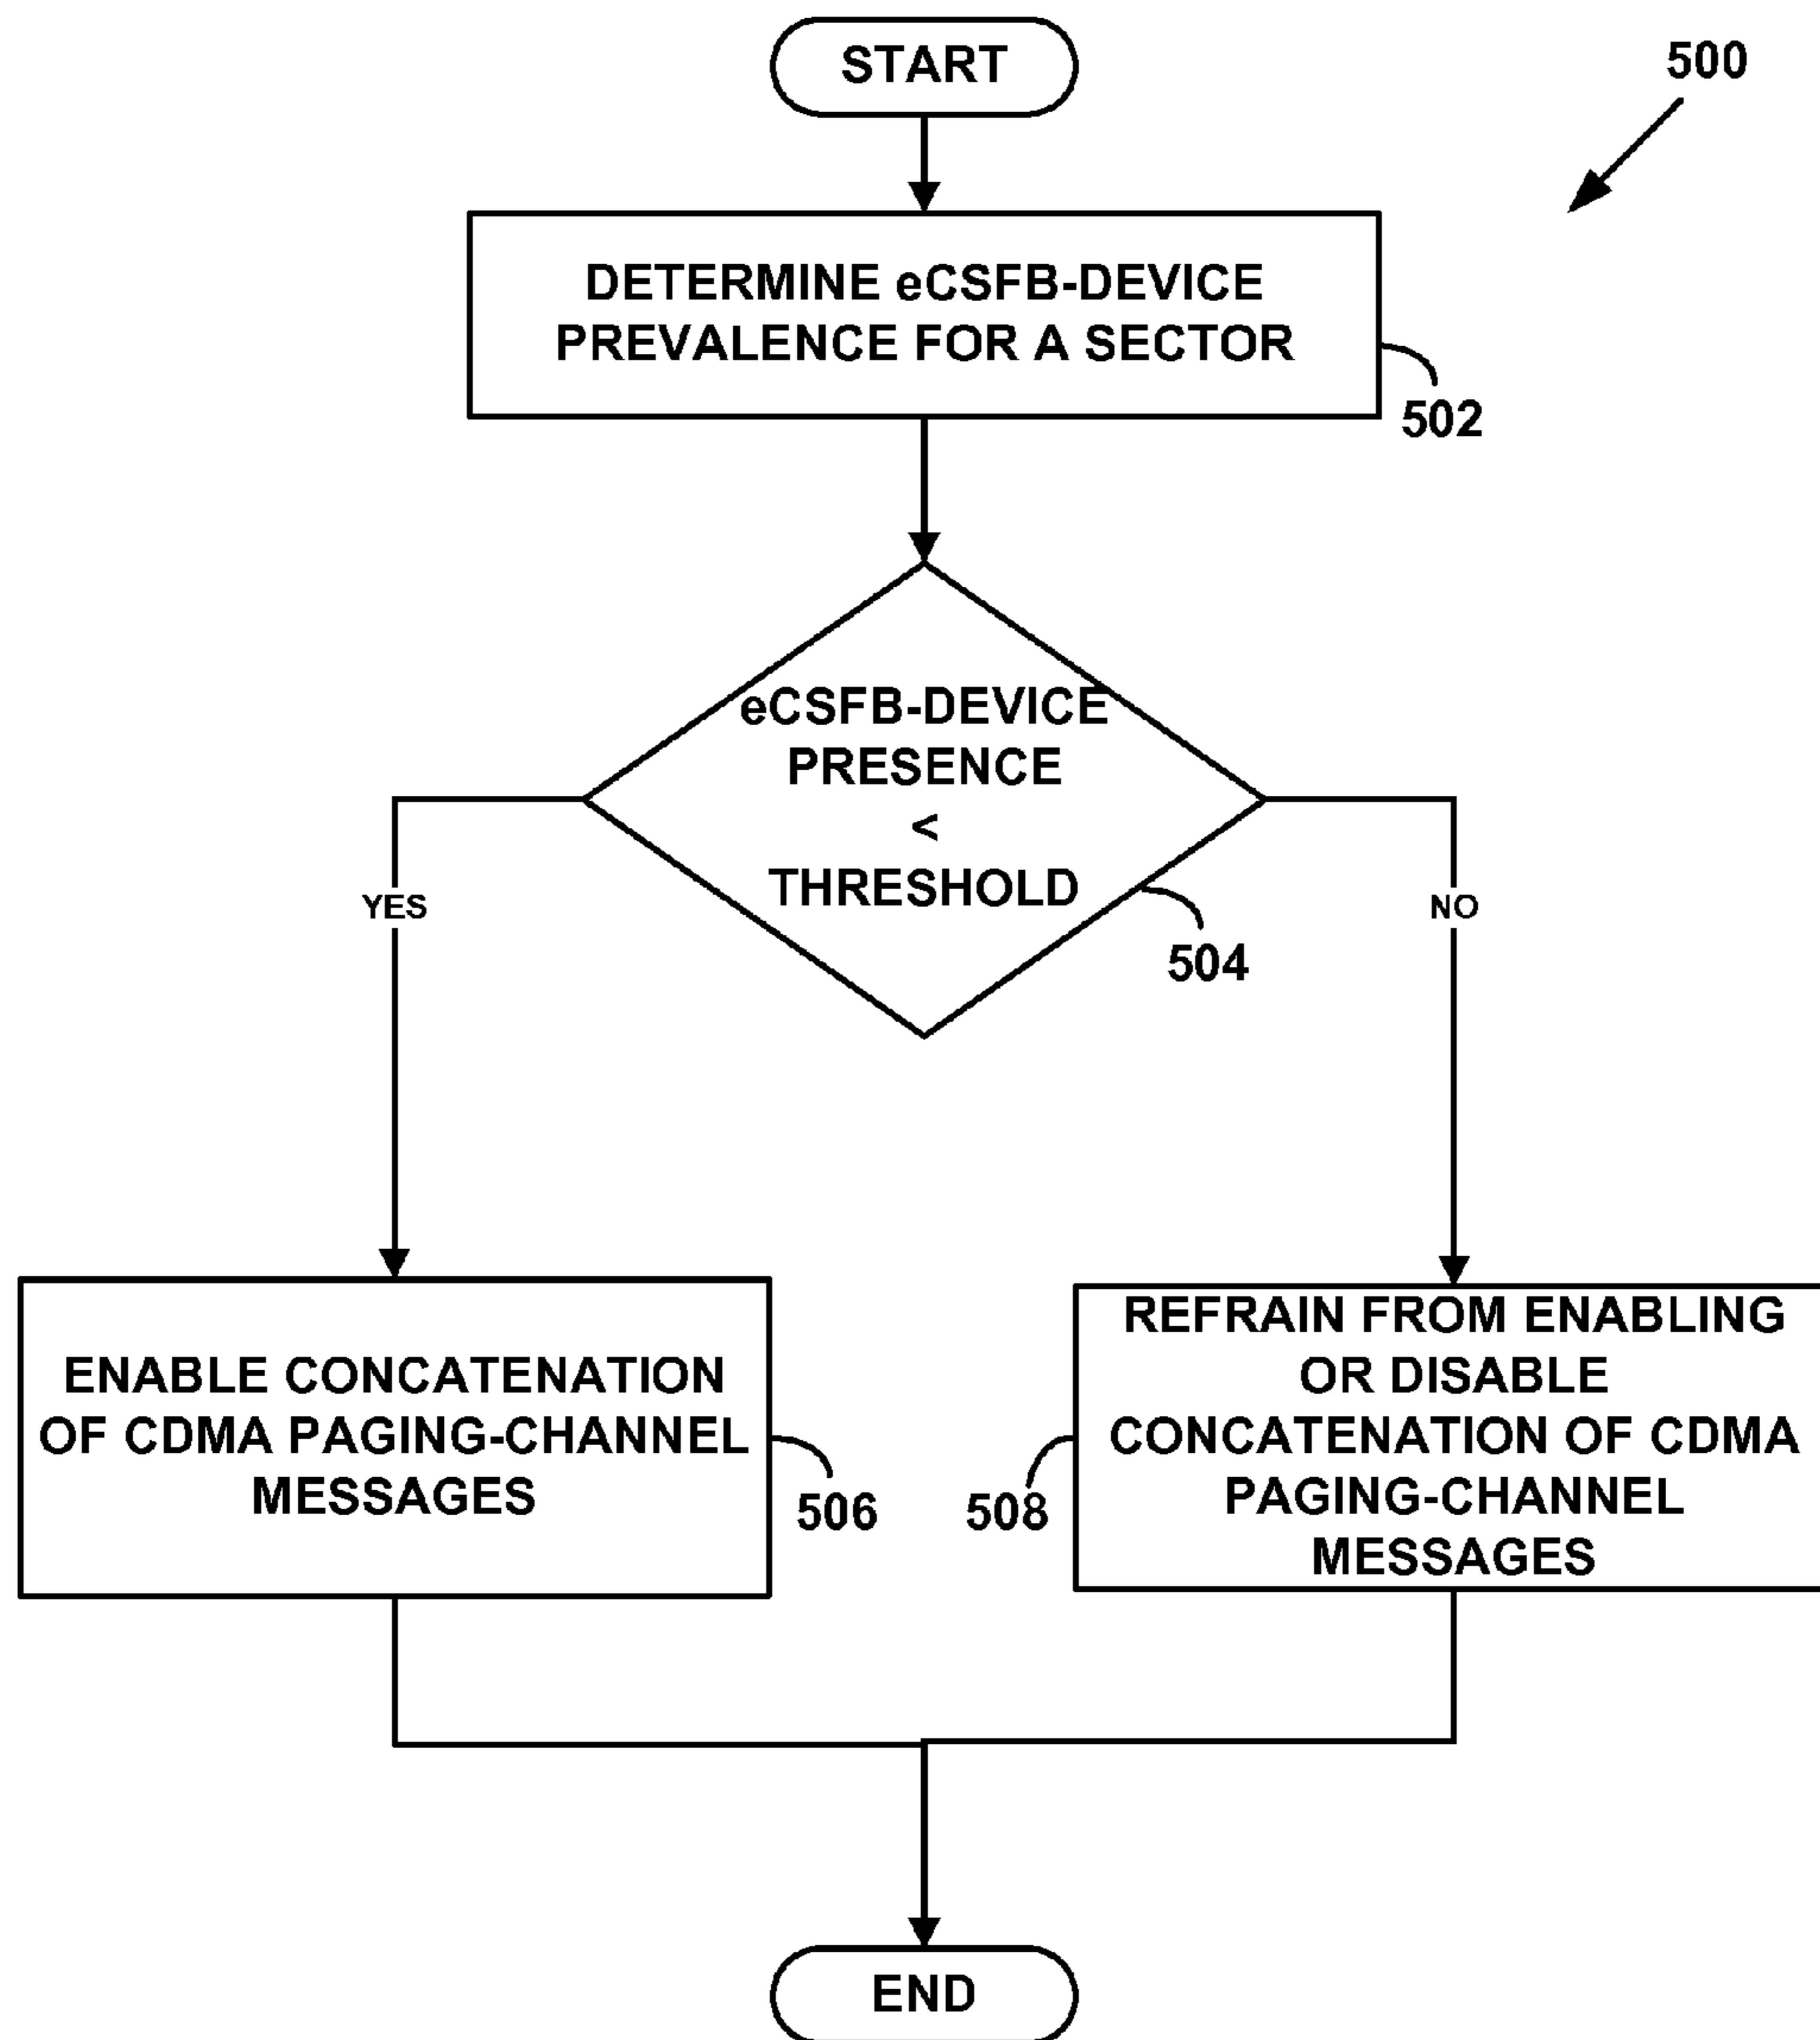 START
500
DETERMINE eCSFB-DEVICE
PREVALENCE FOR A SECTOR
502
eCSFB-DEVICE
PRESENCE
<
THRESHOLD
504
YES
NO
ENABLE CONCATENATION
OF CDMA PAGING-CHANNEL
MESSAGES
506
508
REFRAIN FROM ENABLING
OR DISABLE
CONCATENATION OF CDMA
PAGING-CHANNEL
MESSAGES
END